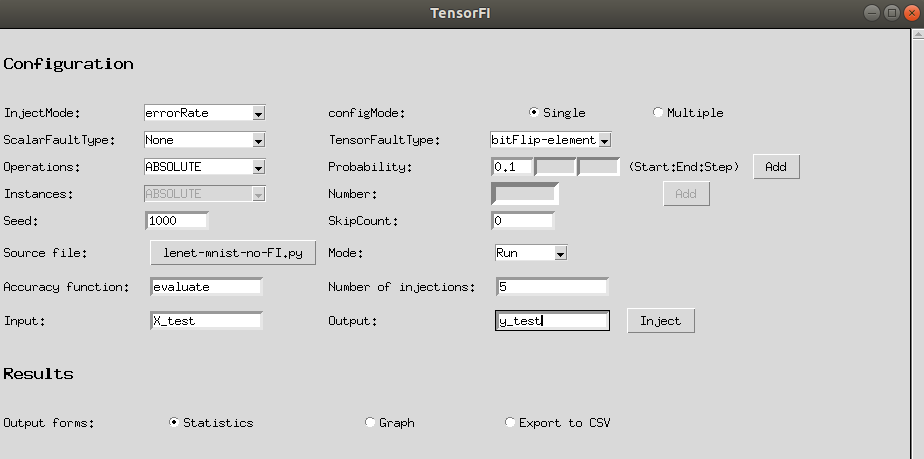 TensorFI
Configuration
InjectMode: errorRate configMode: Single Multiple
ScalarFaultType: None TensorFaultType: bitFlip-element
Operations: ABSOLUTE Probability: 0.1 (Start:End:Step) Add
Instances: ABSOLUTE Number: Add
Seed: 1000 SkipCount: 0
Source file: lenet-mnist-no-FI.py Mode: Run
Accuracy function: evaluate Number of injections: 5
Input: X_test Output: y_test Inject
Results
Output forms: Statistics Graph Export to CSV